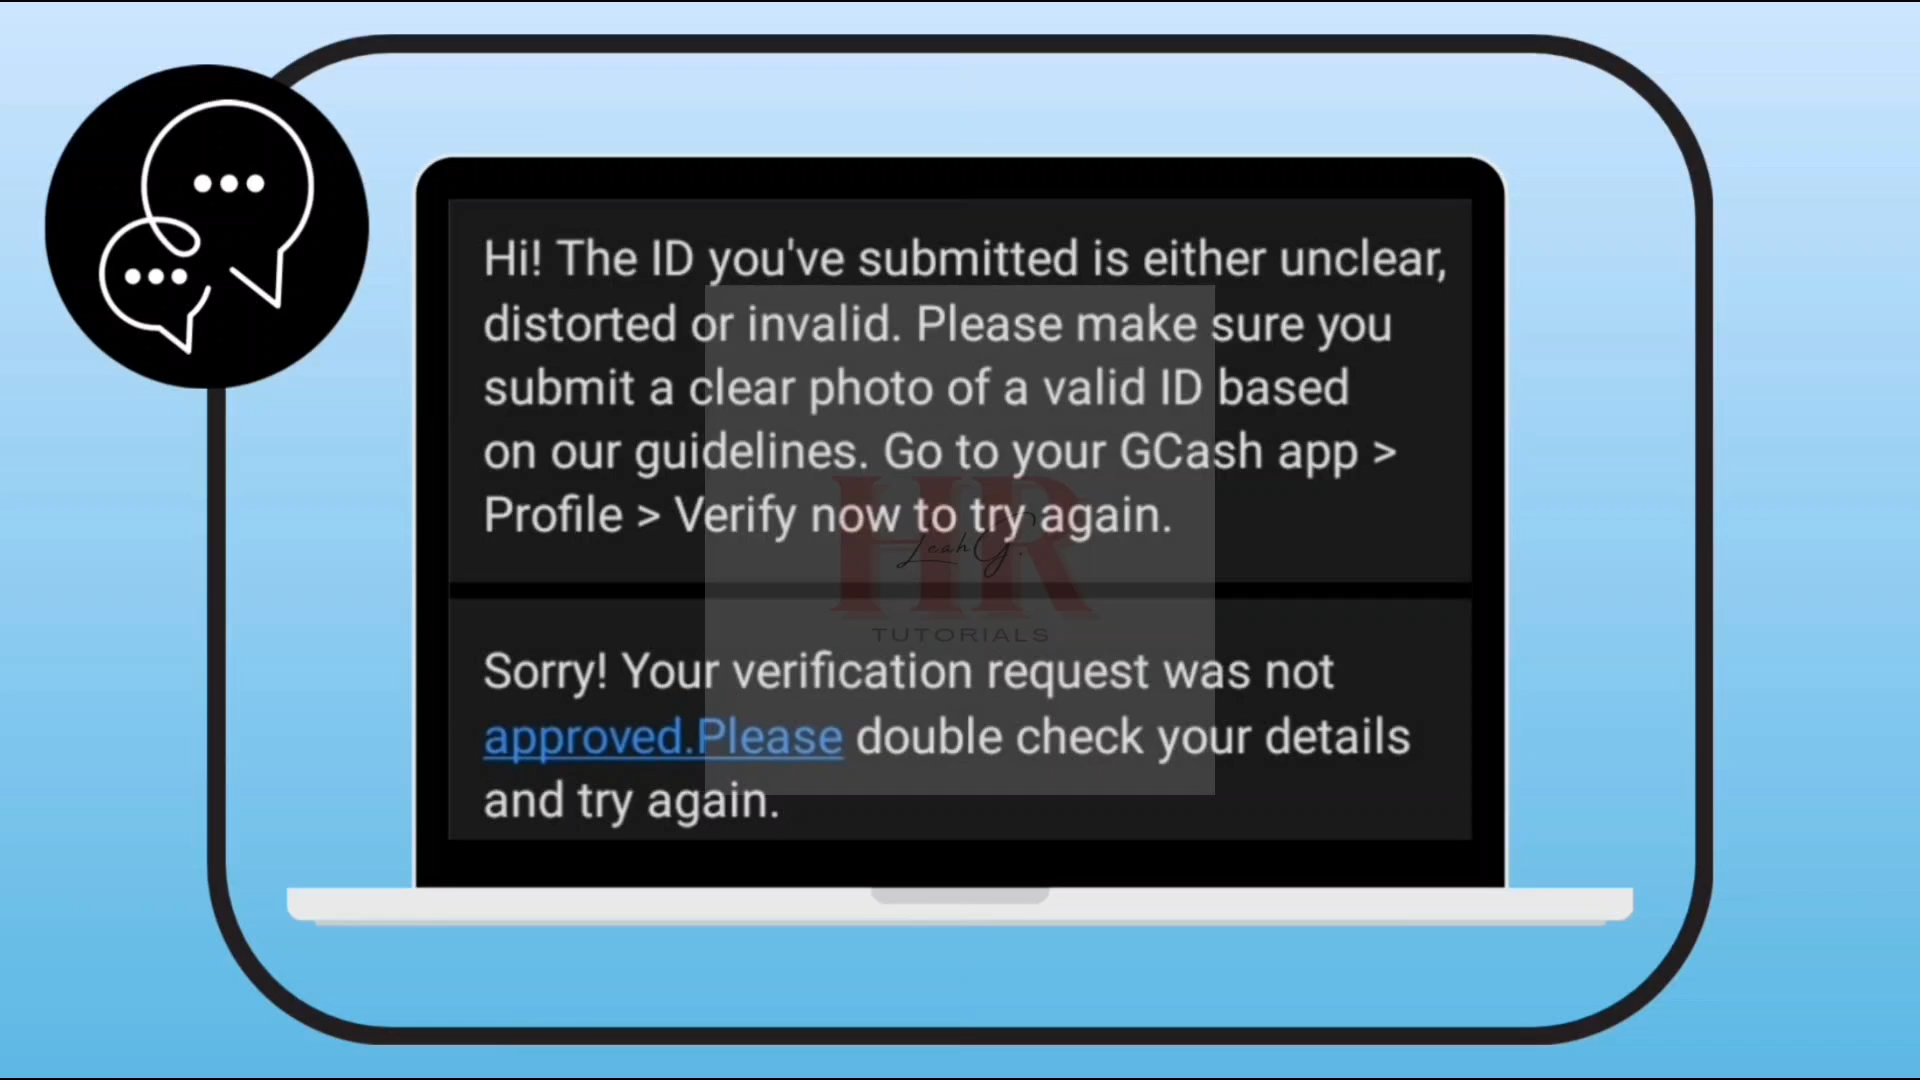 Hi! The ID you've submitted is either unclear,
distorted or invalid. Please make sure you
submit a clear photo of a valid ID based
on our guidelines. Go to your GCash app >
Profile > Verify now to try again.
HR
Leah G.
TUTORIALS
Sorry! Your verification request was not
approved.Please double check your details
and try again.